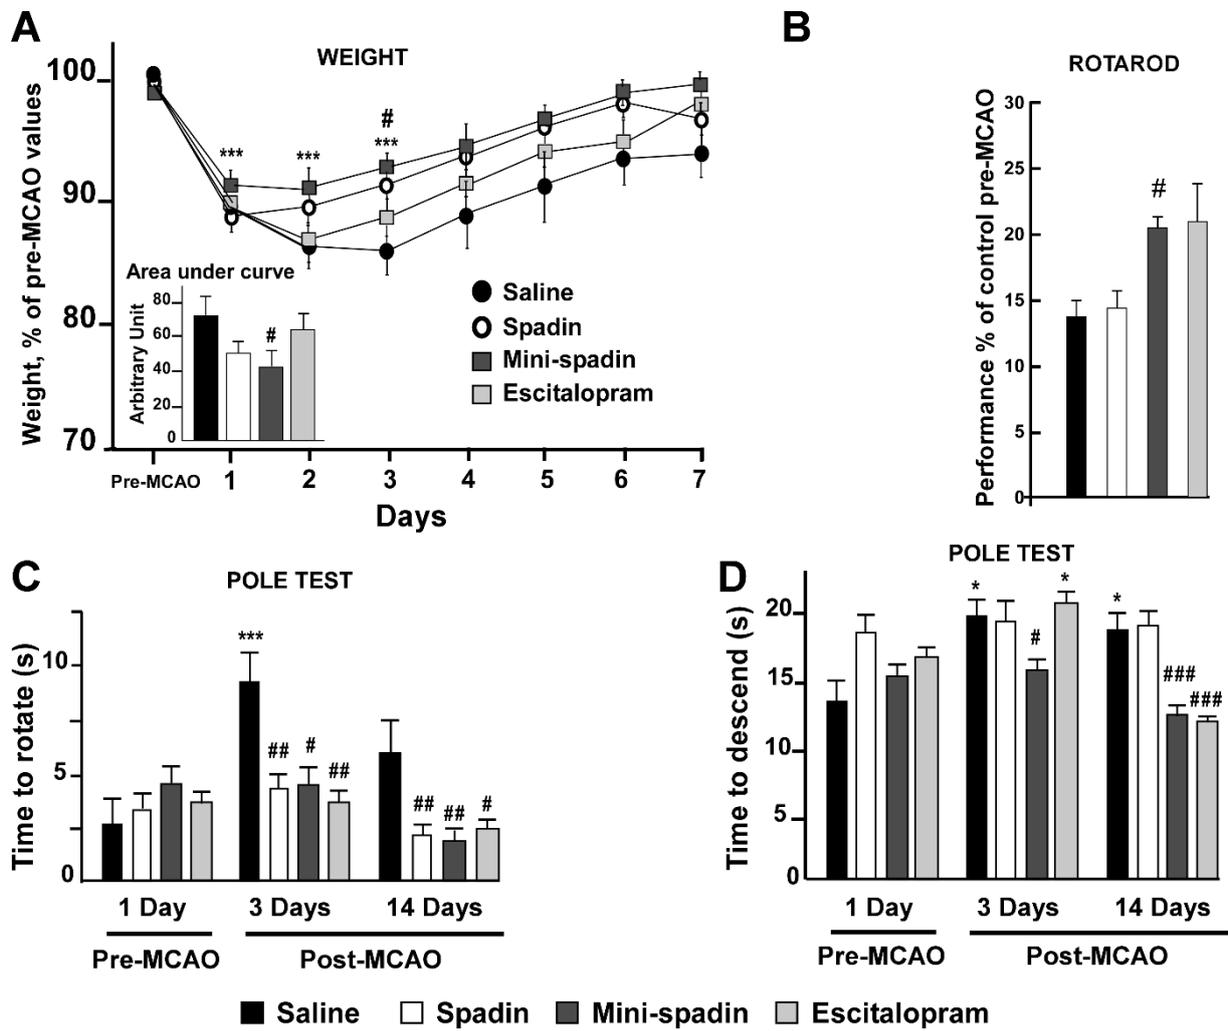 A
WEIGHT
Weight, % of pre-MCAO values
100
90
80
70
***
***
#
***
Area under curve
Arbitrary Unit
80
60
40
20
0
#
Saline
Spadin
Mini-spadin
Escitalopram
Pre-MCAO 1 2 3 4 5 6 7
Days
B
ROTAROD
Performance % of control pre-MCAO
30
25
20
15
10
5
0
#
C
POLE TEST
Time to rotate (s)
10
5
0
***
## # ##
## ## #
1 Day 3 Days 14 Days
Pre-MCAO Post-MCAO
D
POLE TEST
Time to descend (s)
20
15
10
5
0
* # *
* ### ###
1 Day 3 Days 14 Days
Pre-MCAO Post-MCAO
Saline Spadin Mini-spadin Escitalopram